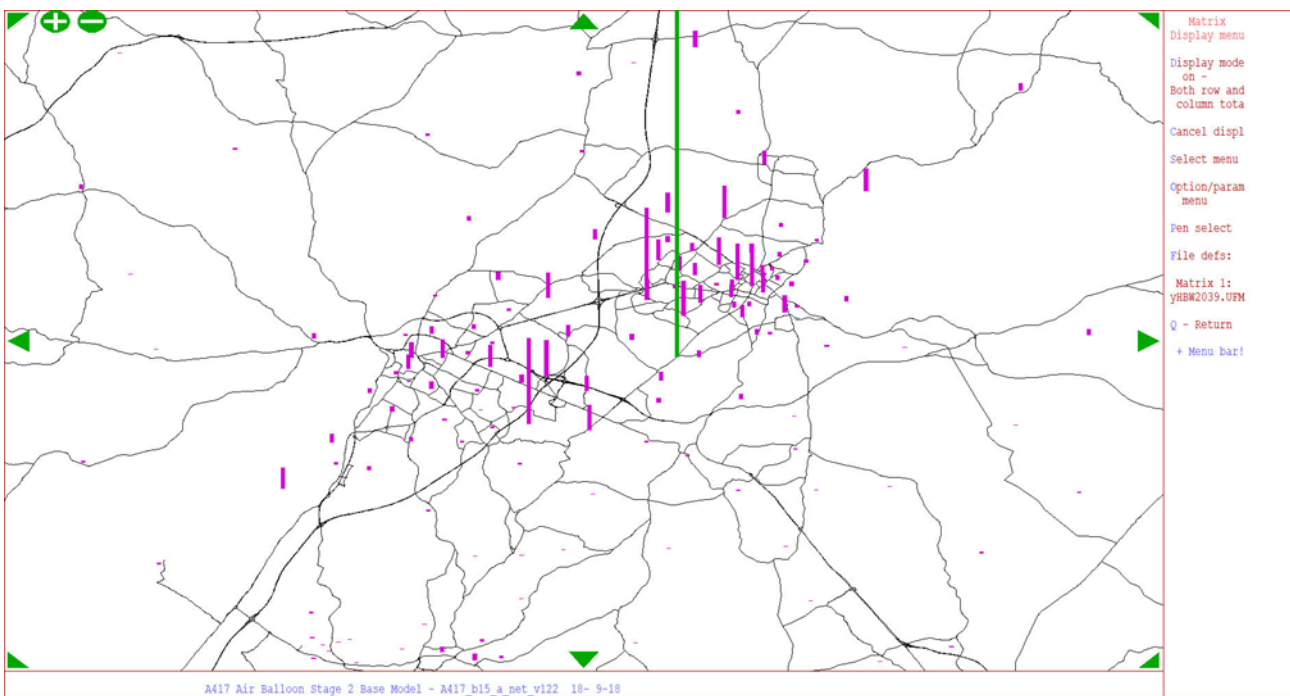 Matrix
Display menu
Display mode
on -
Both row and
column tota
Cancel displ
Select menu
Option/param
menu
Pen select
File defs:
Matrix 1:
yHBW2039.UFM
Q - Return
+ Menu bar!
A417 Air Balloon Stage 2 Base Model - A417_b15_a_net_v122 18- 9-18